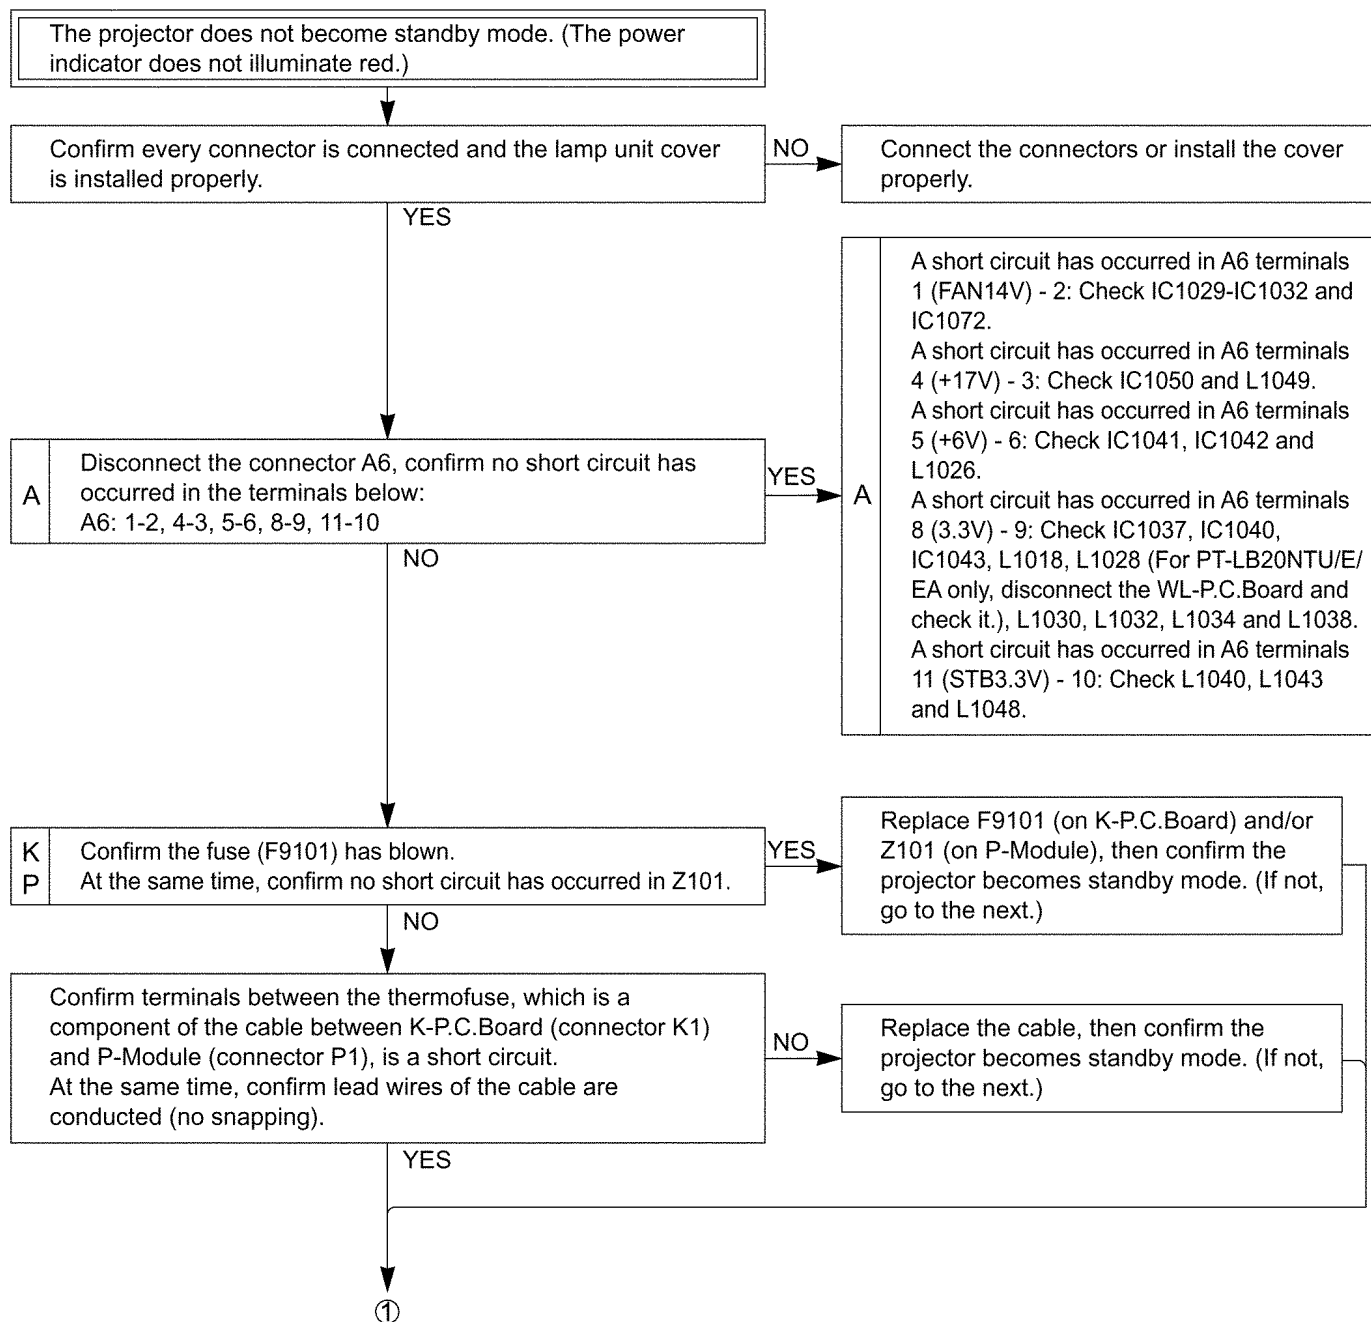 The projector does not become standby mode. (The power
indicator does not illuminate red.)
Confirm every connector is connected and the lamp unit cover
is installed properly.
NO
Connect the connectors or install the cover
properly.
YES
A
Disconnect the connector A6, confirm no short circuit has
occurred in the terminals below:
A6: 1-2, 4-3, 5-6, 8-9, 11-10
YES
A
A short circuit has occurred in A6 terminals
1 (FAN14V) - 2: Check IC1029-IC1032 and
IC1072.
A short circuit has occurred in A6 terminals
4 (+17V) - 3: Check IC1050 and L1049.
A short circuit has occurred in A6 terminals
5 (+6V) - 6: Check IC1041, IC1042 and
L1026.
A short circuit has occurred in A6 terminals
8 (3.3V) - 9: Check IC1037, IC1040,
IC1043, L1018, L1028 (For PT-LB20NTU/E/
EA only, disconnect the WL-P.C.Board and
check it.), L1030, L1032, L1034 and L1038.
A short circuit has occurred in A6 terminals
11 (STB3.3V) - 10: Check L1040, L1043
and L1048.
NO
K
P
Confirm the fuse (F9101) has blown.
At the same time, confirm no short circuit has occurred in Z101.
YES
Replace F9101 (on K-P.C.Board) and/or
Z101 (on P-Module), then confirm the
projector becomes standby mode. (If not,
go to the next.)
NO
Confirm terminals between the thermofuse, which is a
component of the cable between K-P.C.Board (connector K1)
and P-Module (connector P1), is a short circuit.
At the same time, confirm lead wires of the cable are
conducted (no snapping).
NO
Replace the cable, then confirm the
projector becomes standby mode. (If not,
go to the next.)
YES
①